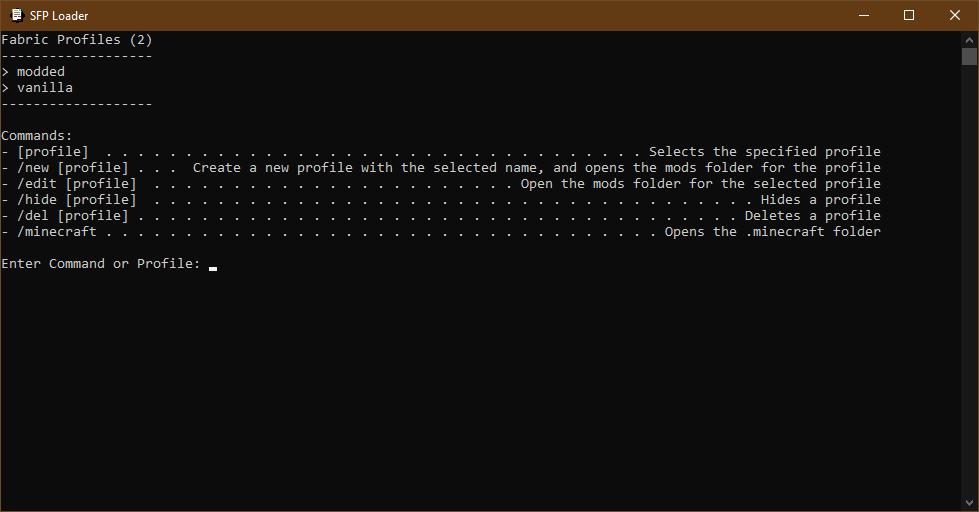 SFP Loader
Fabric Profiles (2)
-------------------
> modded
> vanilla
-------------------
Commands:
- [profile]  . . . . . . . . . . . . . . . . . . . . . . . . . . . . . . . . . . Selects the specified profile
- /new [profile] . . .  Create a new profile with the selected name, and opens the mods folder for the profile
- /edit [profile]  . . . . . . . . . . . . . . . . . . . . . . . Open the mods folder for the selected profile
- /hide [profile]  . . . . . . . . . . . . . . . . . . . . . . . . . . . . . . . . . . . . . . Hides a profile
- /del [profile] . . . . . . . . . . . . . . . . . . . . . . . . . . . . . . . . . . . . . . Deletes a profile
- /minecraft . . . . . . . . . . . . . . . . . . . . . . . . . . . . . . . . . . . Opens the .minecraft folder
Enter Command or Profile: